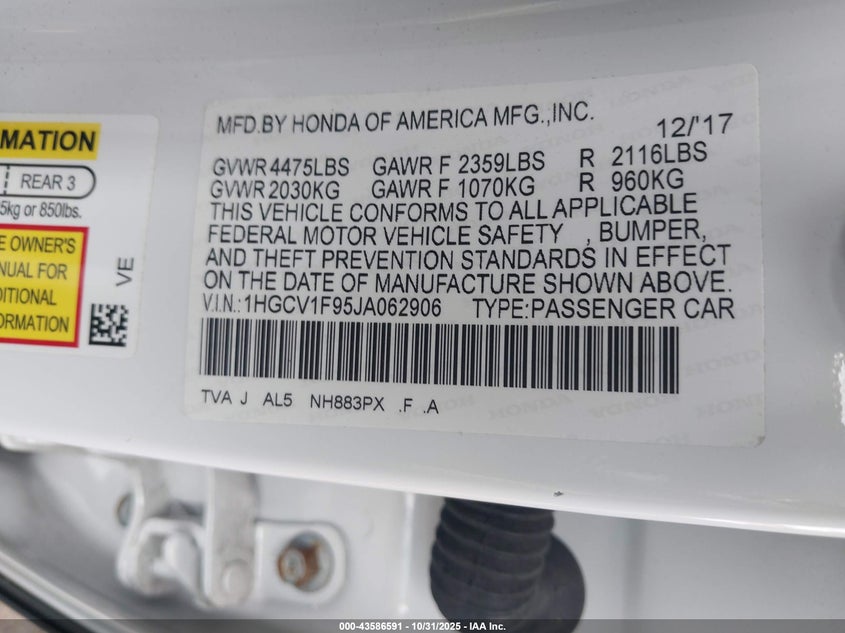 MATION
REAR 3
5kg or 850lbs.
E OWNER'S
NUAL FOR
DITIONAL
ORMATION
VE
MFD.BY HONDA OF AMERICA MFG.,INC. 12/'17
GVWR 4475LBS GAWR F 2359LBS R 2116LBS
GVWR 2030KG GAWR F 1070KG R 960KG
THIS VEHICLE CONFORMS TO ALL APPLICABLE
FEDERAL MOTOR VEHICLE SAFETY , BUMPER,
AND THEFT PREVENTION STANDARDS IN EFFECT
ON THE DATE OF MANUFACTURE SHOWN ABOVE.
V.I.N.:1HGCV1F95JA062906 TYPE:PASSENGER CAR
TVA J AL5 NH883PX .F .A
000-43586591 - 10/31/2025 - IAA Inc.